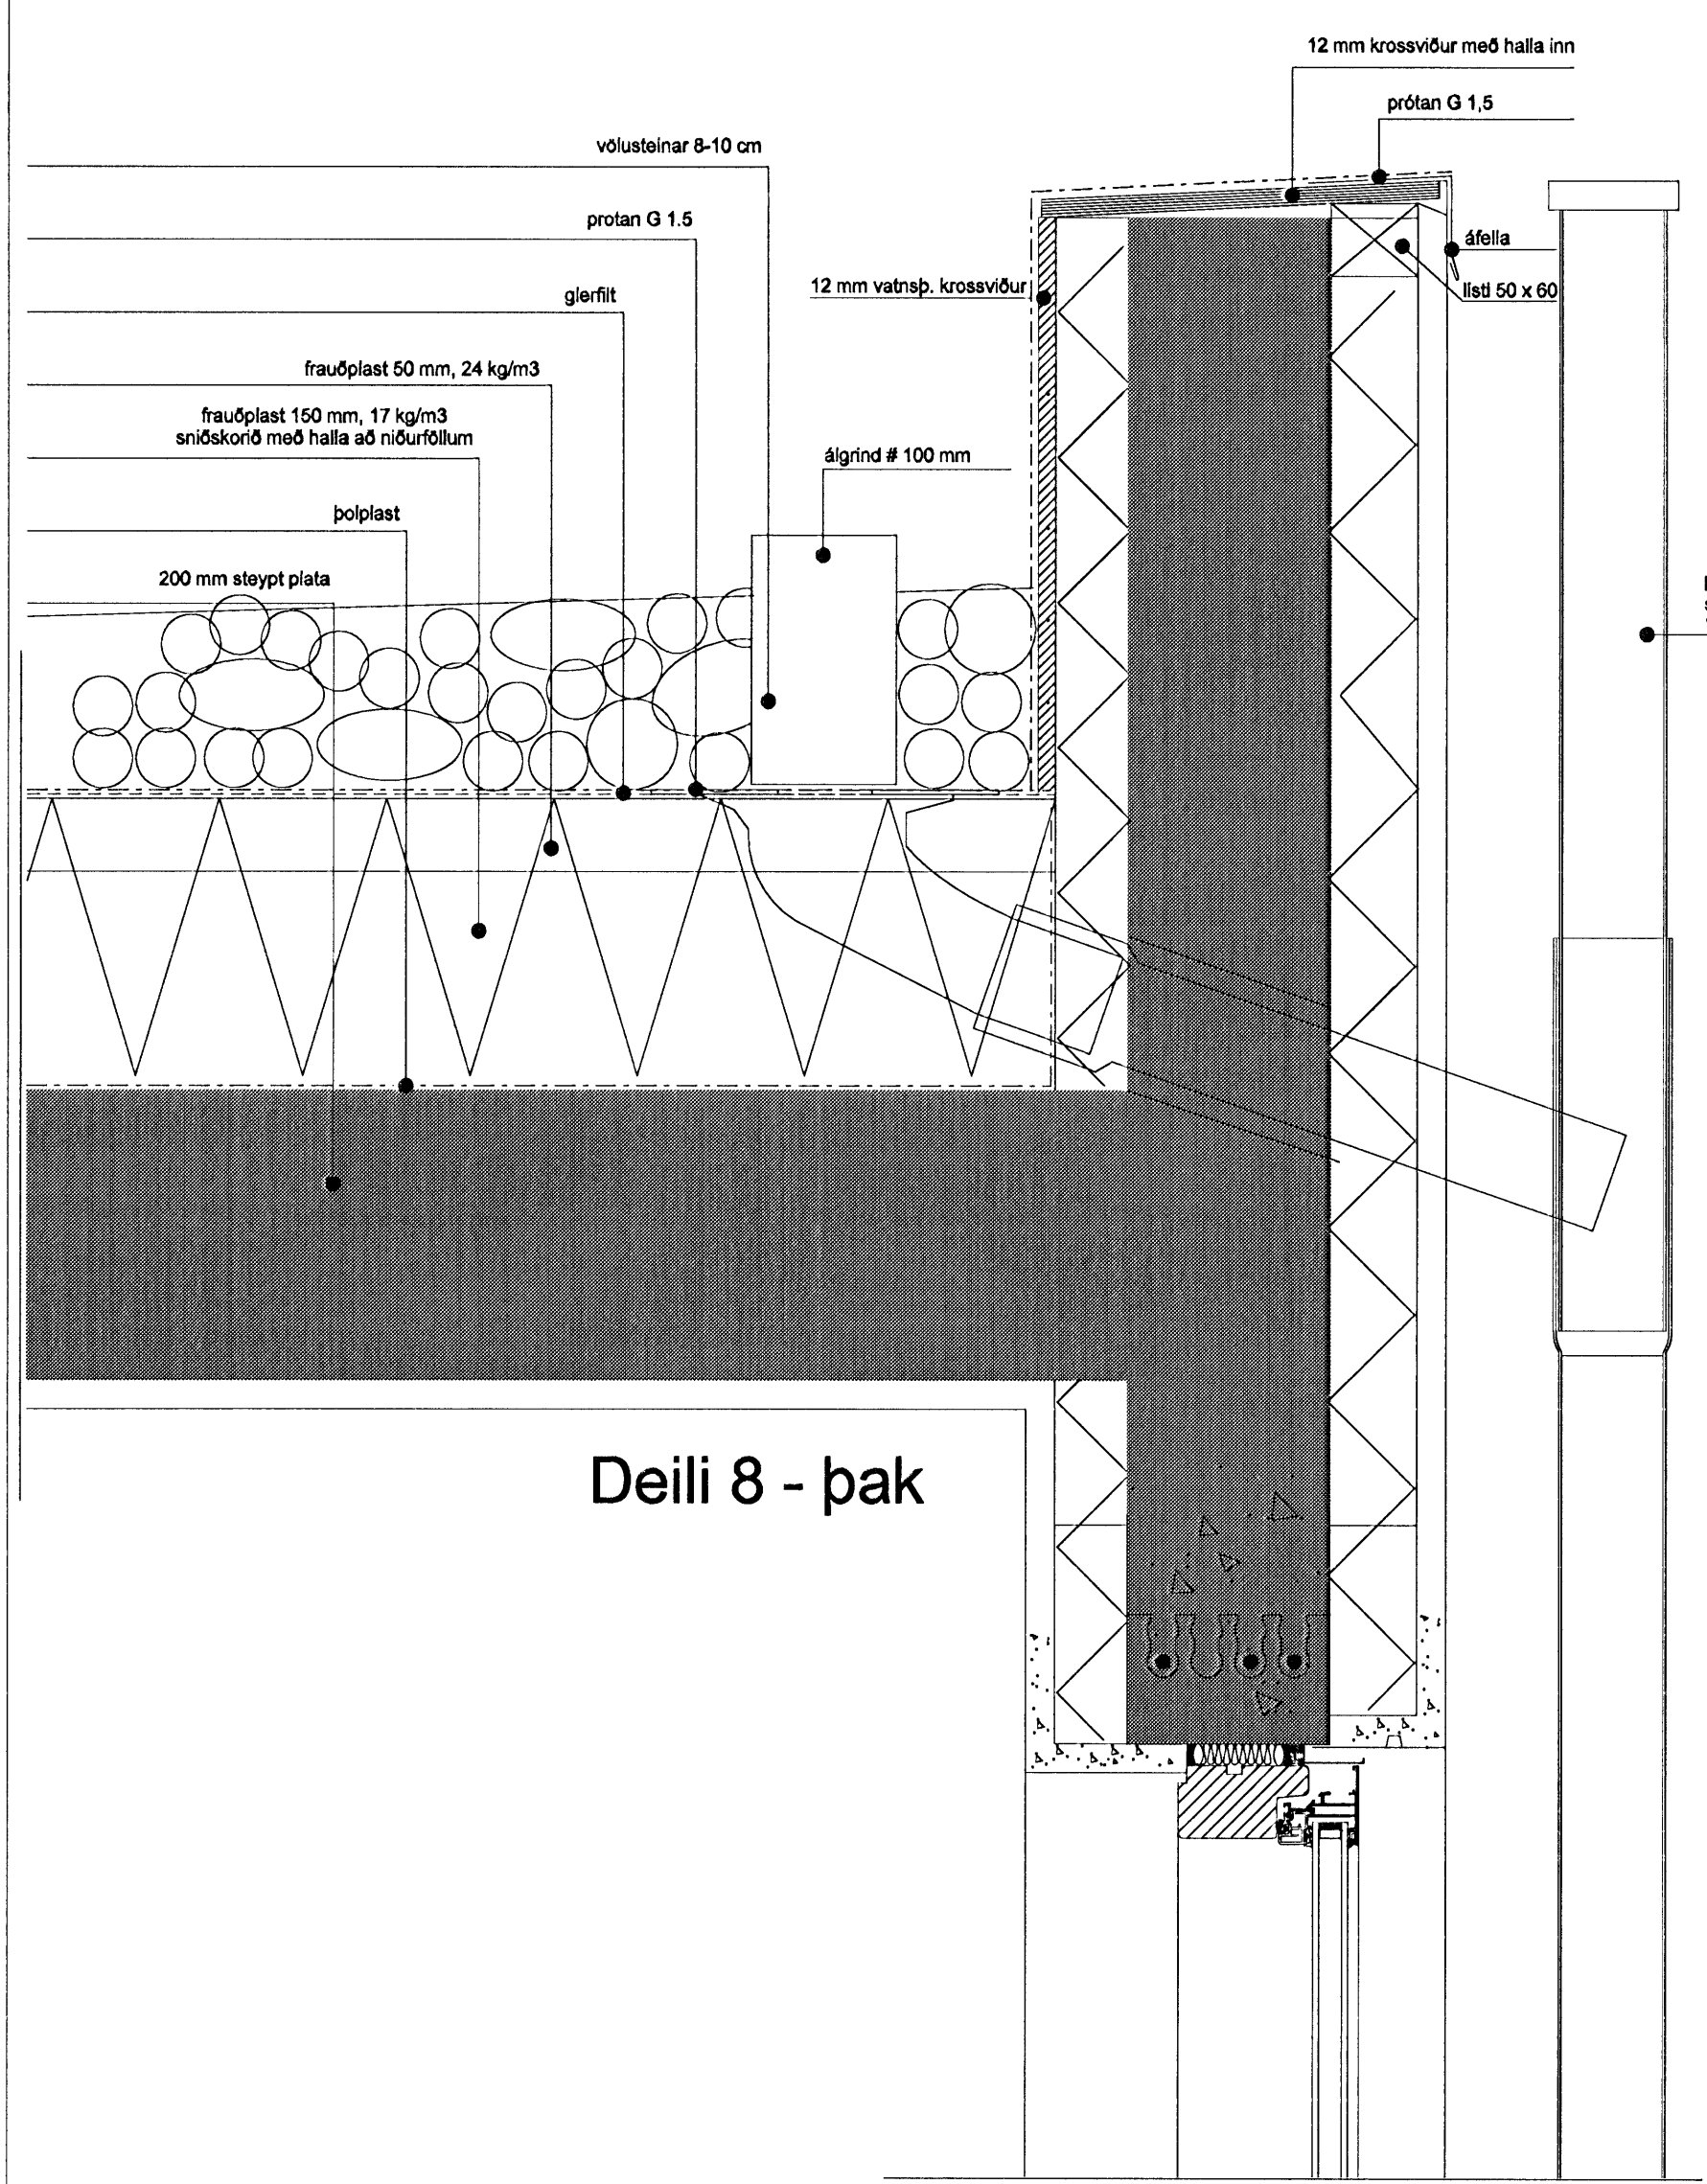 12 mm krossviður með halla inn
prótan G 1,5
völusteinar 8-10 cm
protan G 1.5
áfella
12 mm vatnsþ. krossviður
listi 50 x 60
glerfilt
frauðplast 50 mm, 24 kg/m3
frauðplast 150 mm, 17 kg/m3
sniðskorið með halla að niðurföllum
álgrind # 100 mm
þolplast
200 mm steypt plata
Deili 8 - þak